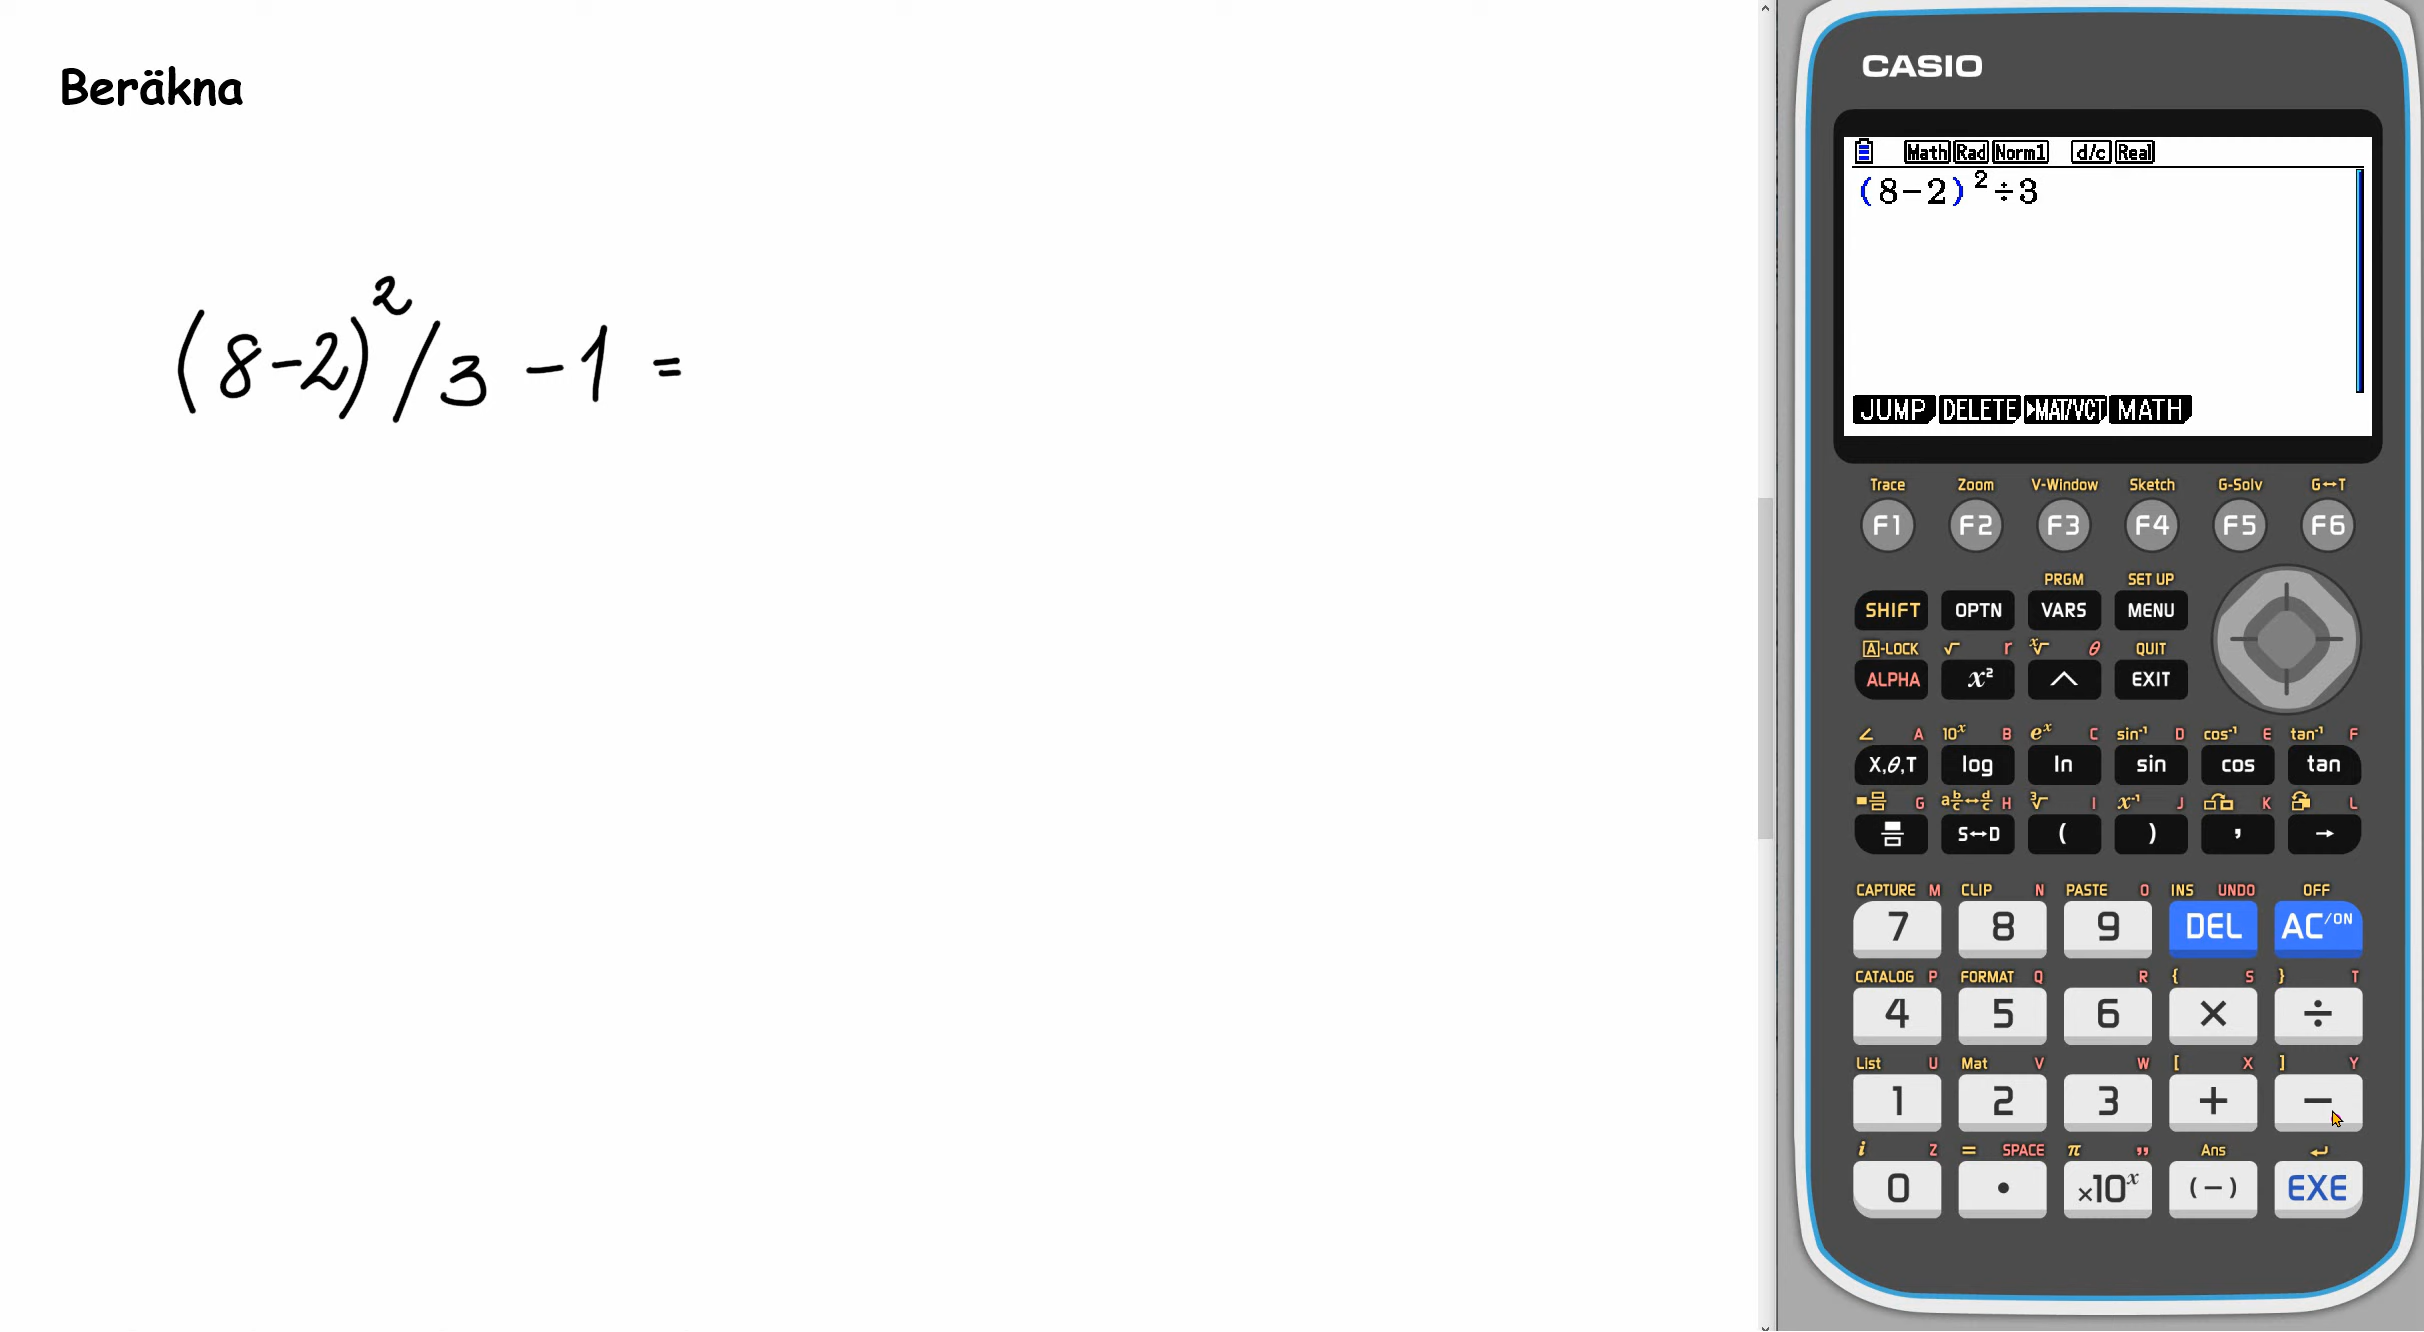 Beräkna
(8-2)²/3 -1 =
CASIO
Math Rad Norm1 d/c Real
(8-2)²÷3
JUMP DELETE ▶MAT/VCT MATH
Trace Zoom V-Window Sketch G-Solv G↔T
F1 F2 F3 F4 F5 F6
PRGM SET UP
SHIFT OPTN VARS MENU
A-LOCK √ r ˣ√ θ QUIT
ALPHA x² ^ EXIT
∠ A 10ˣ B eˣ C sin⁻¹ D cos⁻¹ E tan⁻¹ F
X,θ,T log ln sin cos tan
G a b/c↔d/c H ³√ I x⁻¹ J K L
S↔D ( ) , →
CAPTURE M CLIP N PASTE O INS UNDO OFF
7 8 9 DEL AC/ON
CATALOG P FORMAT Q R { S } T
4 5 6 × ÷
List U Mat V W [ X ] Y
1 2 3 + −
i Z = SPACE π " Ans ↵
0 • ×10ˣ (−) EXE